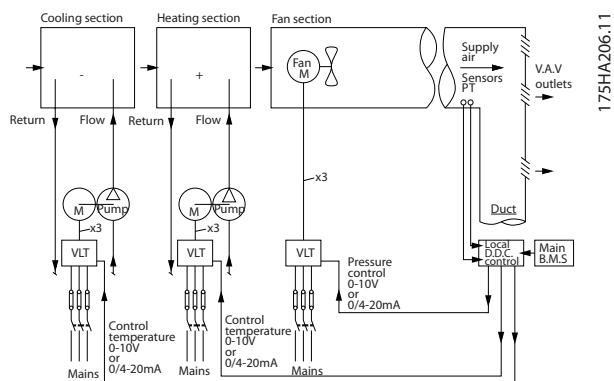 Cooling section
Heating section
Fan section
-
+
Fan
M
Supply
air
Sensors
PT
V.A.V
outlets
175HA206.11
Return
Flow
Return
Flow
x3
M
Pump
M
Pump
x3
x3
Duct
VLT
VLT
VLT
Local
D.D.C.
control
Main
B.M.S
Pressure
control
0-10V
or
0/4-20mA
Control
temperature
0-10V
or
0/4-20mA
Control
temperature
0-10V
or
0/4-20mA
Mains
Mains
Mains